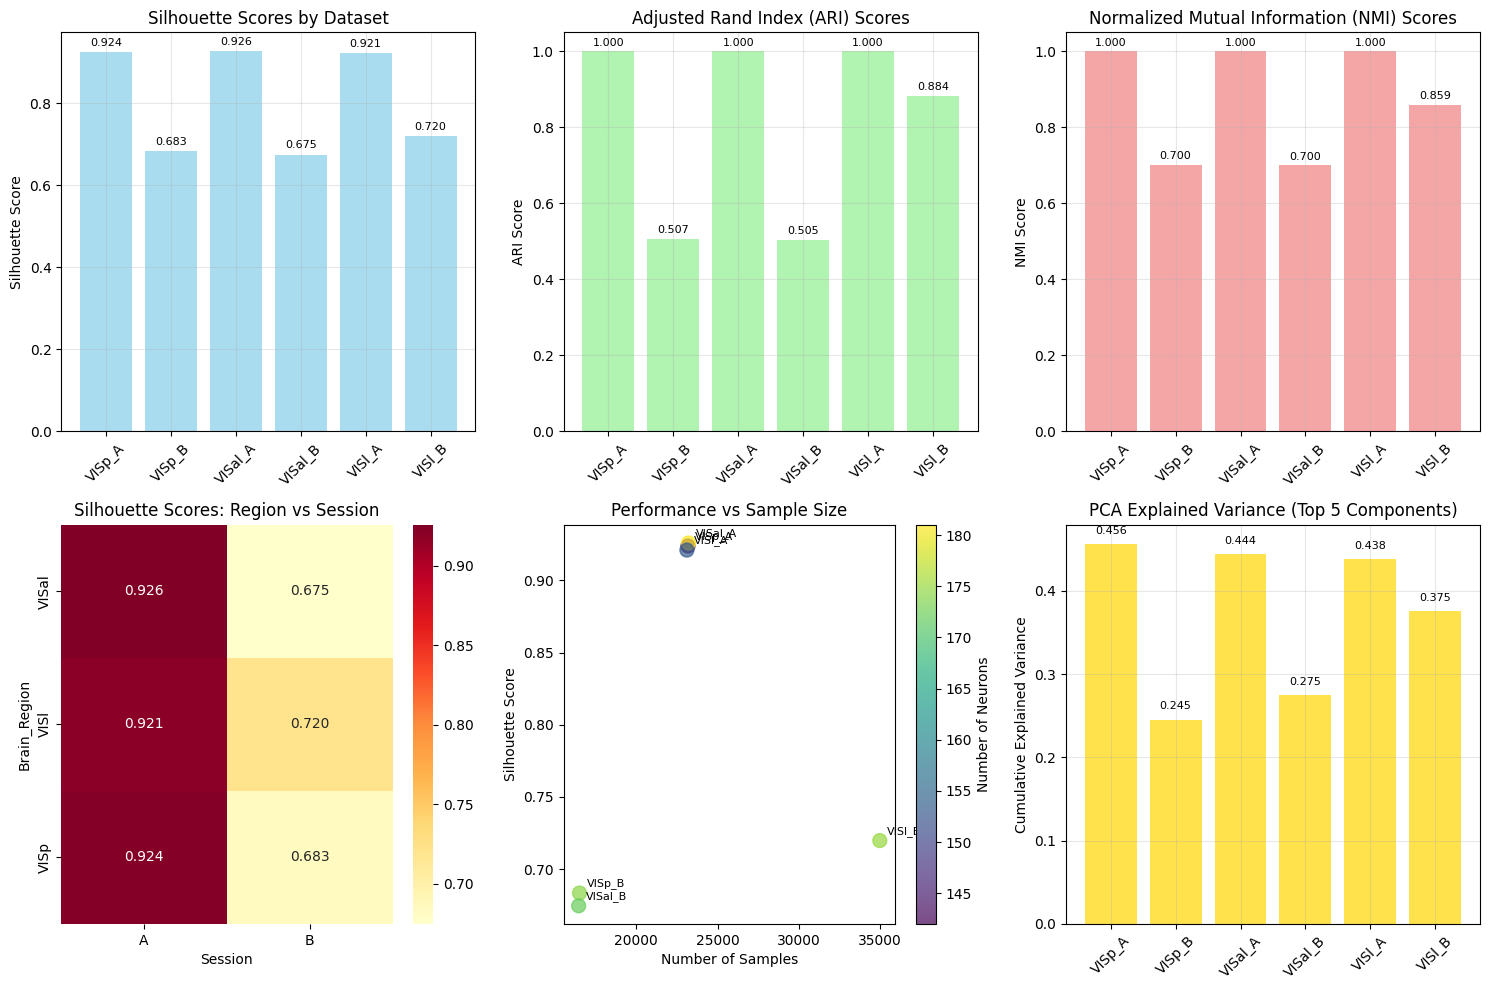 Silhouette Scores by Dataset
Silhouette Score
0.0
0.2
0.4
0.6
0.8
0.924
0.683
0.926
0.675
0.921
0.720
VISp_A
VISp_B
VISal_A
VISal_B
VISl_A
VISl_B
Adjusted Rand Index (ARI) Scores
ARI Score
0.0
0.2
0.4
0.6
0.8
1.0
1.000
0.507
1.000
0.505
1.000
0.884
VISp_A
VISp_B
VISal_A
VISal_B
VISl_A
VISl_B
Normalized Mutual Information (NMI) Scores
NMI Score
0.0
0.2
0.4
0.6
0.8
1.0
1.000
0.700
1.000
0.700
1.000
0.859
VISp_A
VISp_B
VISal_A
VISal_B
VISl_A
VISl_B
Silhouette Scores: Region vs Session
Brain_Region
VISal
VISl
VISp
0.926
0.675
0.921
0.720
0.924
0.683
A
B
Session
0.90
0.85
0.80
0.75
0.70
Performance vs Sample Size
Silhouette Score
0.90
0.85
0.80
0.75
0.70
VISal_A
VISp_A
VISl_A
VISl_B
VISp_B
VISal_B
20000
25000
30000
35000
Number of Samples
180
175
170
165
160
155
150
145
Number of Neurons
PCA Explained Variance (Top 5 Components)
Cumulative Explained Variance
0.0
0.1
0.2
0.3
0.4
0.456
0.245
0.444
0.275
0.438
0.375
VISp_A
VISp_B
VISal_A
VISal_B
VISl_A
VISl_B